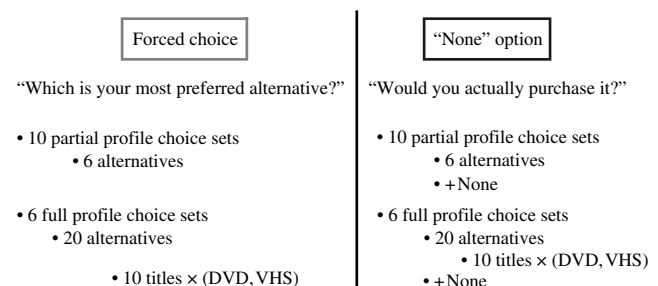 Forced choice
“Which is your most preferred alternative?”
• 10 partial profile choice sets
• 6 alternatives
• 6 full profile choice sets
• 20 alternatives
• 10 titles × (DVD, VHS)
“None” option
“Would you actually purchase it?”
• 10 partial profile choice sets
• 6 alternatives
• +None
• 6 full profile choice sets
• 20 alternatives
• 10 titles × (DVD, VHS)
• +None